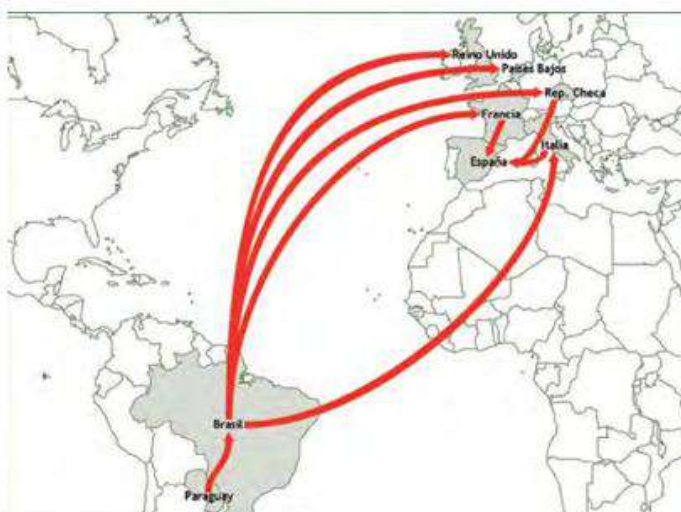 Reino Unido
Países Bajos
Rep. Checa
Francia
Italia
España
Brasil
Paraguay